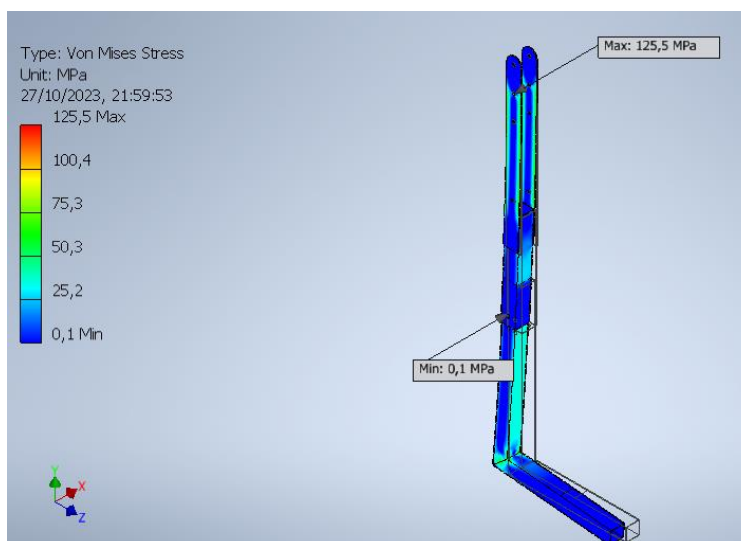 Type: Von Mises Stress
Unit: MPa
27/10/2023, 21:59:53
125,5 Max
100,4
75,3
50,3
25,2
0,1 Min
Max: 125,5 MPa
Min: 0,1 MPa
Y
X
Z